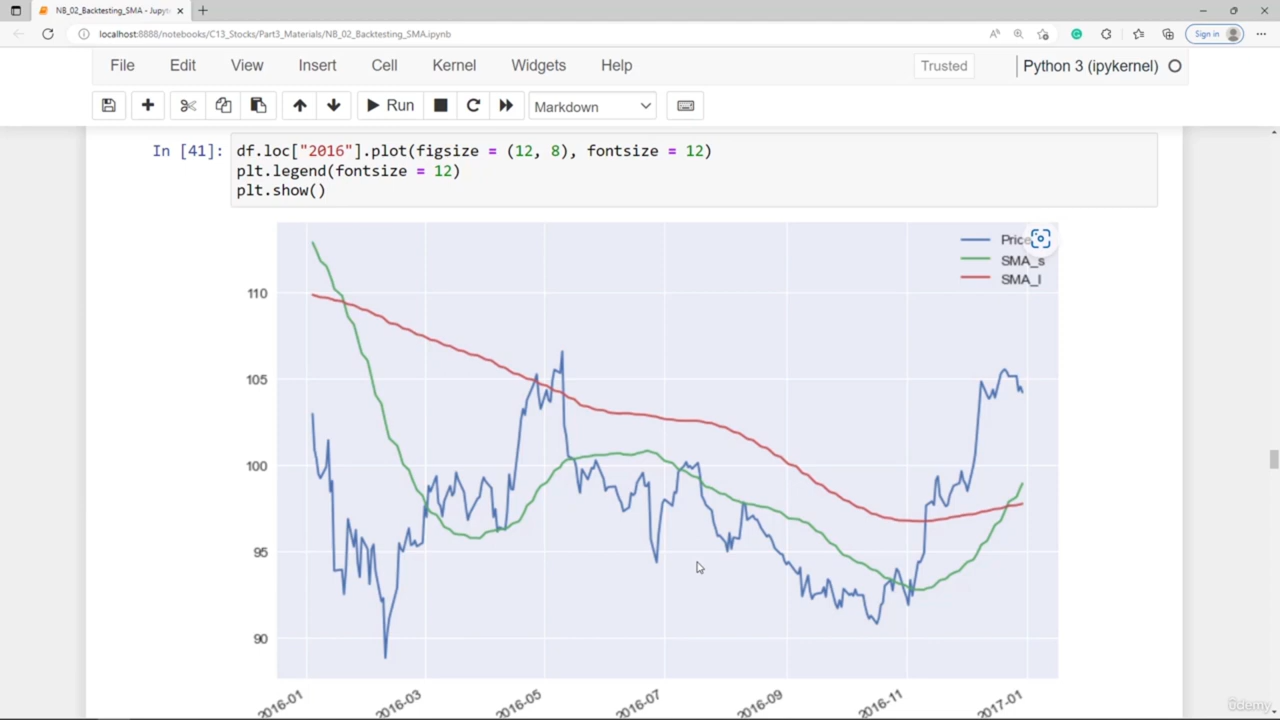 NB_02_Backtesting_SMA - Jupyt
localhost:8888/notebooks/C13_Stocks/Part3_Materials/NB_02_Backtesting_SMA.ipynb
Sign in
File Edit View Insert Cell Kernel Widgets Help
Trusted
Python 3 (ipykernel)
Run
Markdown
In [41]:
df.loc["2016"].plot(figsize = (12, 8), fontsize = 12)
plt.legend(fontsize = 12)
plt.show()
Price
SMA_s
SMA_l
110
105
100
95
90
2016-01
2016-03
2016-05
2016-07
2016-09
2016-11
2017-01
ûdemy